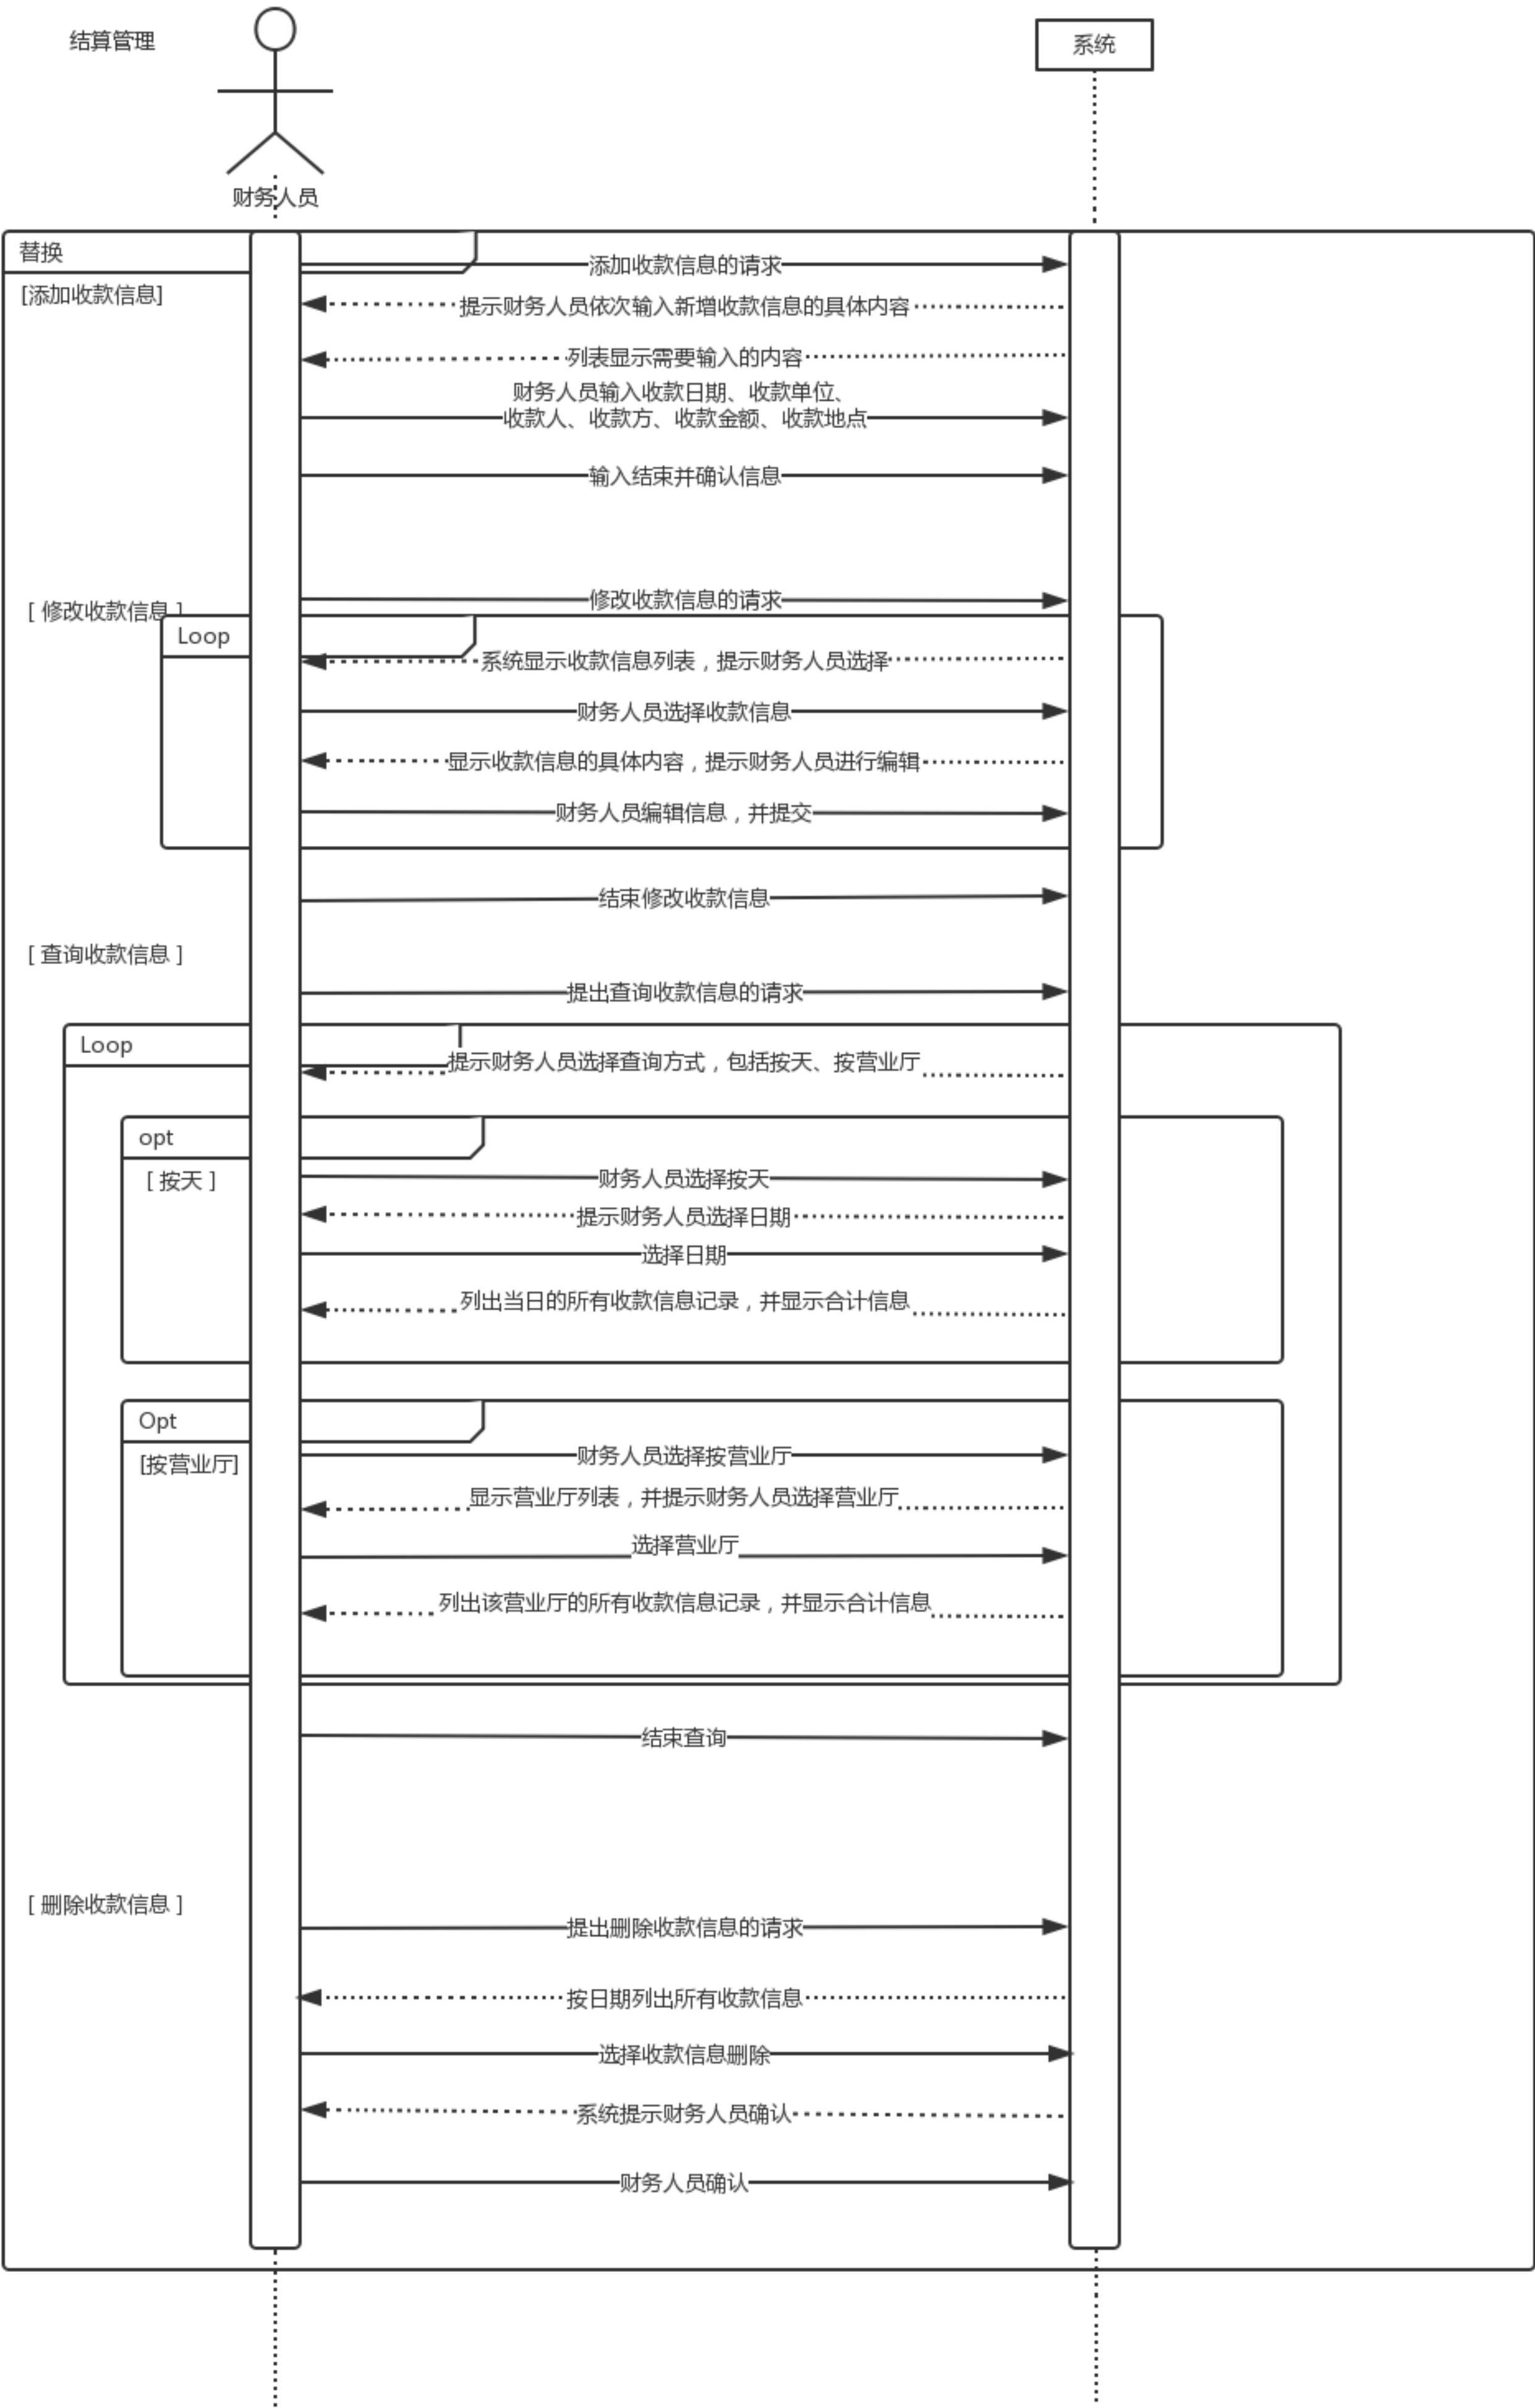 结算管理
系统
财务人员
替换
添加收款信息的请求
[添加收款信息]
提示财务人员依次输入新增收款信息的具体内容
列表显示需要输入的内容
财务人员输入收款日期、收款单位、
收款人、收款方、收款金额、收款地点
输入结束并确认信息
修改收款信息的请求
[ 修改收款信息 ]
Loop
系统显示收款信息列表，提示财务人员选择
财务人员选择收款信息
显示收款信息的具体内容，提示财务人员进行编辑
财务人员编辑信息，并提交
结束修改收款信息
[ 查询收款信息 ]
提出查询收款信息的请求
Loop
提示财务人员选择查询方式，包括按天、按营业厅
opt
[ 按天 ]
财务人员选择按天
提示财务人员选择日期
选择日期
列出当日的所有收款信息记录，并显示合计信息
Opt
[按营业厅]
财务人员选择按营业厅
显示营业厅列表，并提示财务人员选择营业厅
选择营业厅
列出该营业厅的所有收款信息记录，并显示合计信息
结束查询
[ 删除收款信息 ]
提出删除收款信息的请求
按日期列出所有收款信息
选择收款信息删除
系统提示财务人员确认
财务人员确认